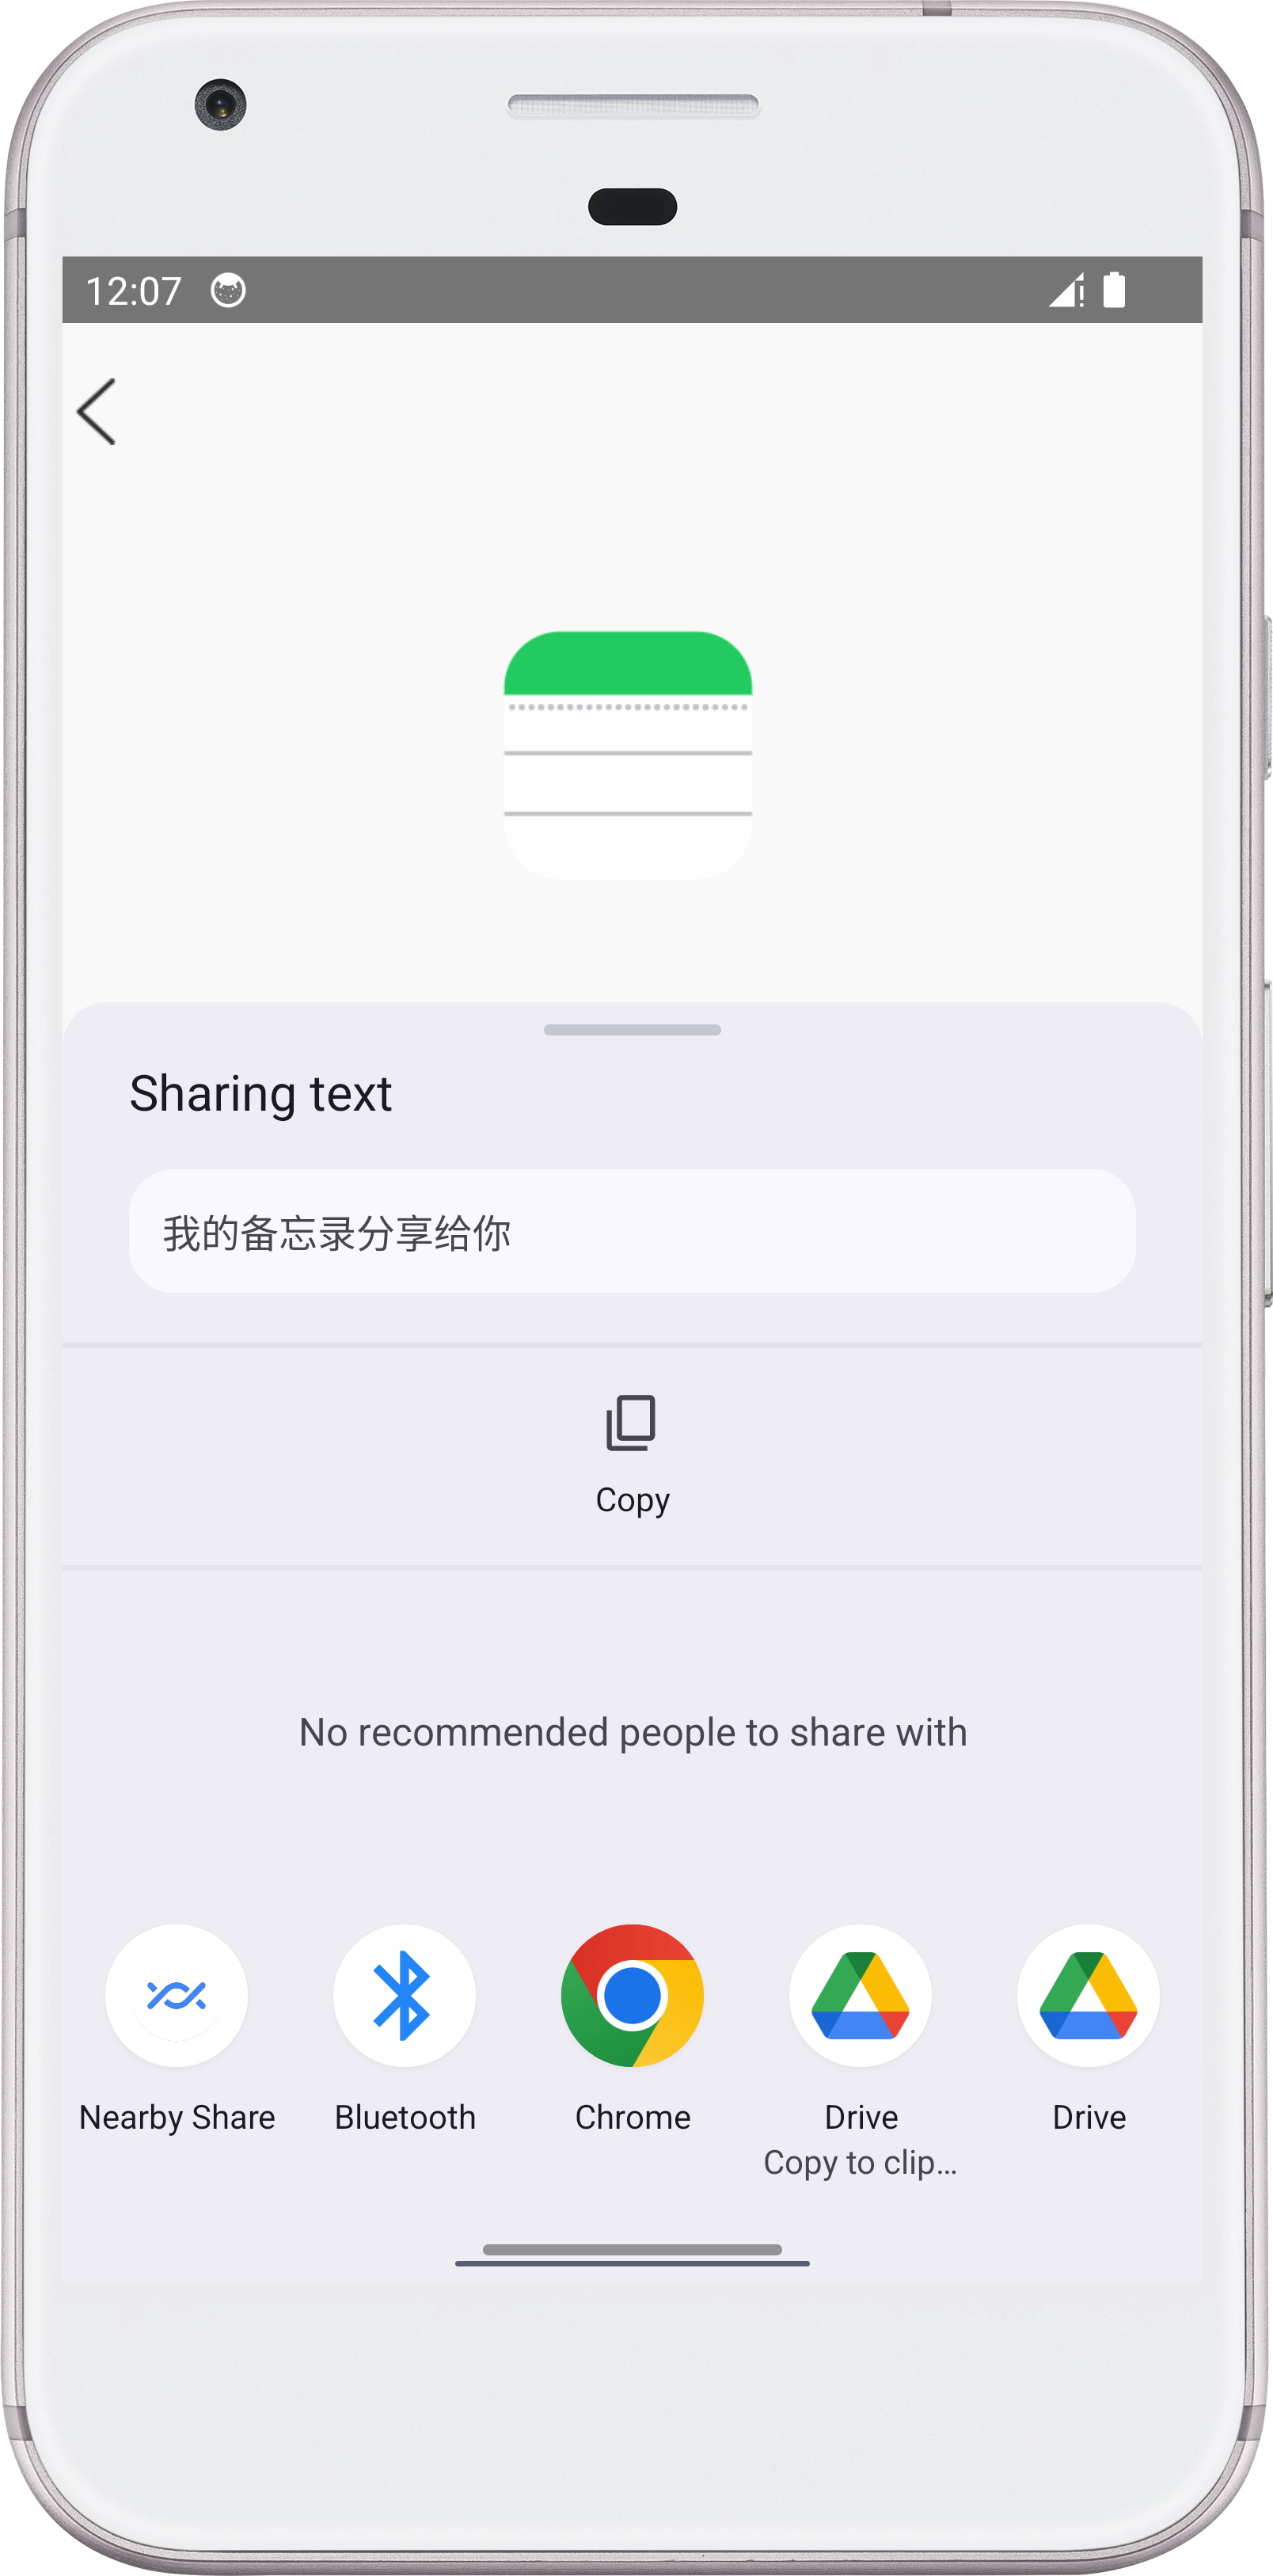 12:07
Sharing text
我的备忘录分享给你
Copy
No recommended people to share with
Nearby Share
Bluetooth
Chrome
Drive
Copy to clip...
Drive